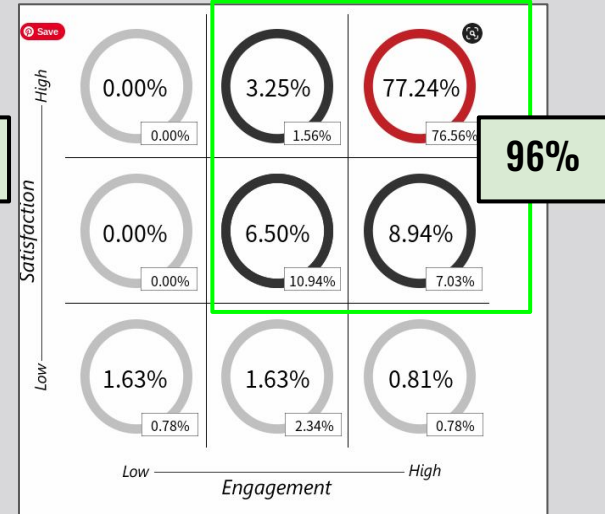 Save
High
0.00%
0.00%
3.25%
1.56%
77.24%
76.56%
96%
Satisfaction
0.00%
0.00%
6.50%
10.94%
8.94%
7.03%
Low
1.63%
0.78%
1.63%
2.34%
0.81%
0.78%
Low
High
Engagement